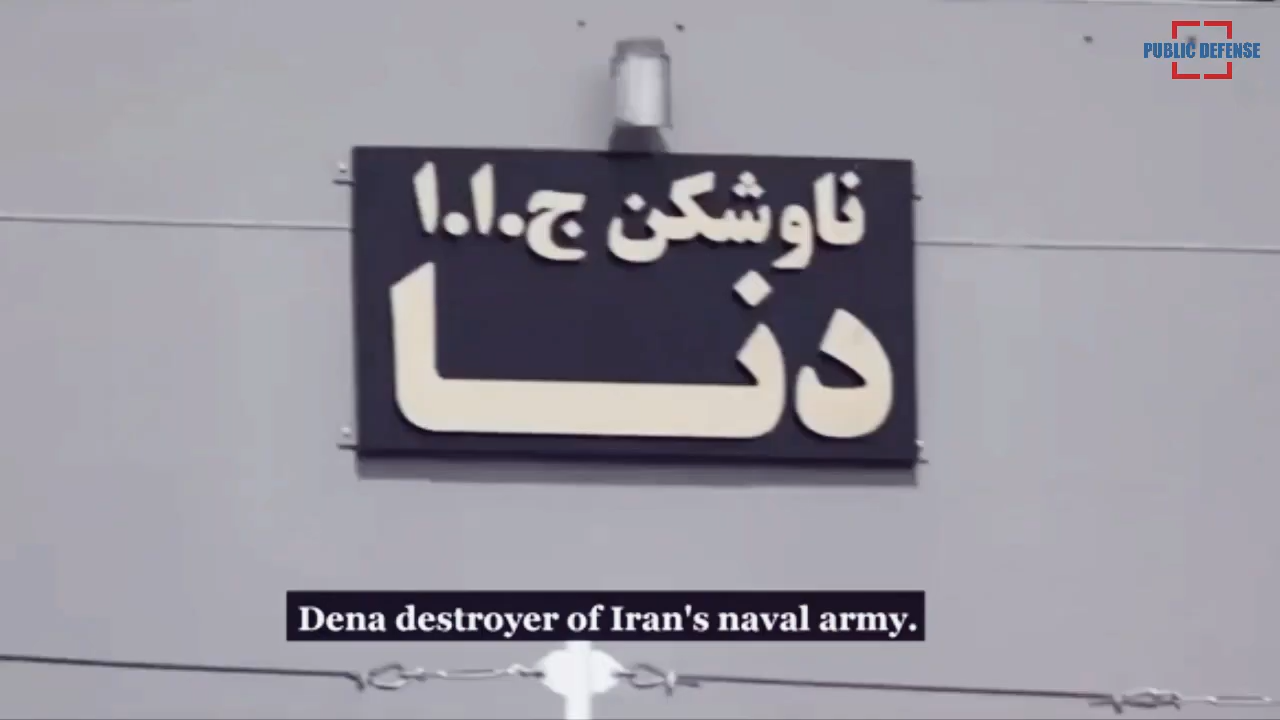 PUBLIC DEFENSE
ناوشکن ج.ا.ا
دنا
Dena destroyer of Iran's naval army.